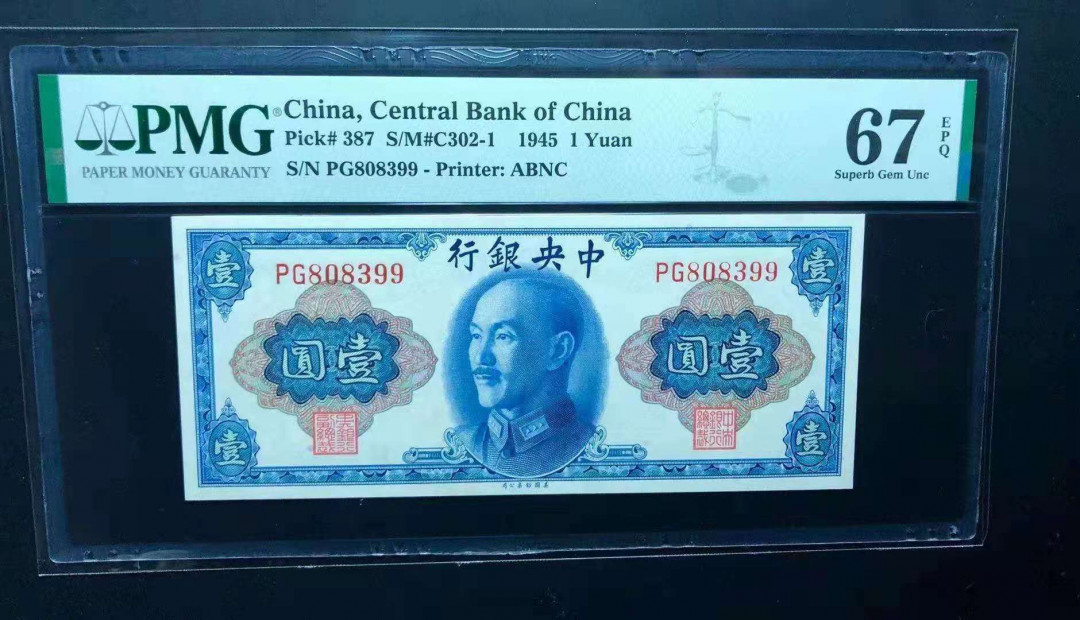 PMG®
PAPER MONEY GUARANTY
China, Central Bank of China
Pick# 387 S/M#C302-1 1945 1 Yuan
S/N PG808399 - Printer: ABNC
67
EPQ
Superb Gem Unc
行銀央中
壹
壹
PG808399
PG808399
圓壹
圓壹
壹
壹